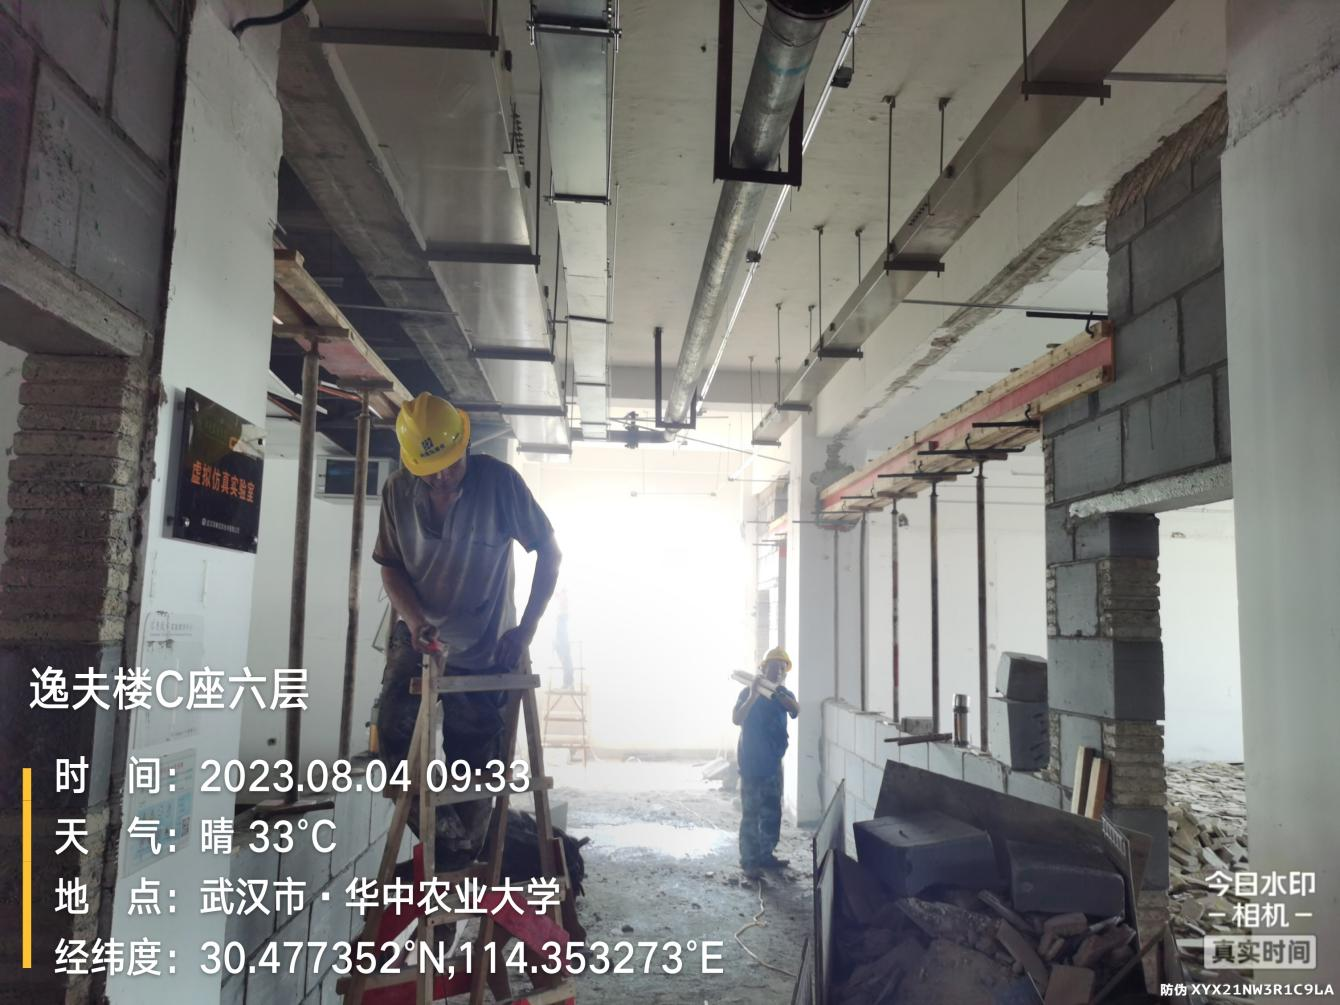 虚拟仿真实验室
逸夫楼C座六层
时 间：2023.08.04 09:33
天 气：晴 33°C
地 点：武汉市·华中农业大学
经纬度：30.477352°N,114.353273°E
今日水印
-相机-
真实时间
防伪 XYX21NW3R1C9LA